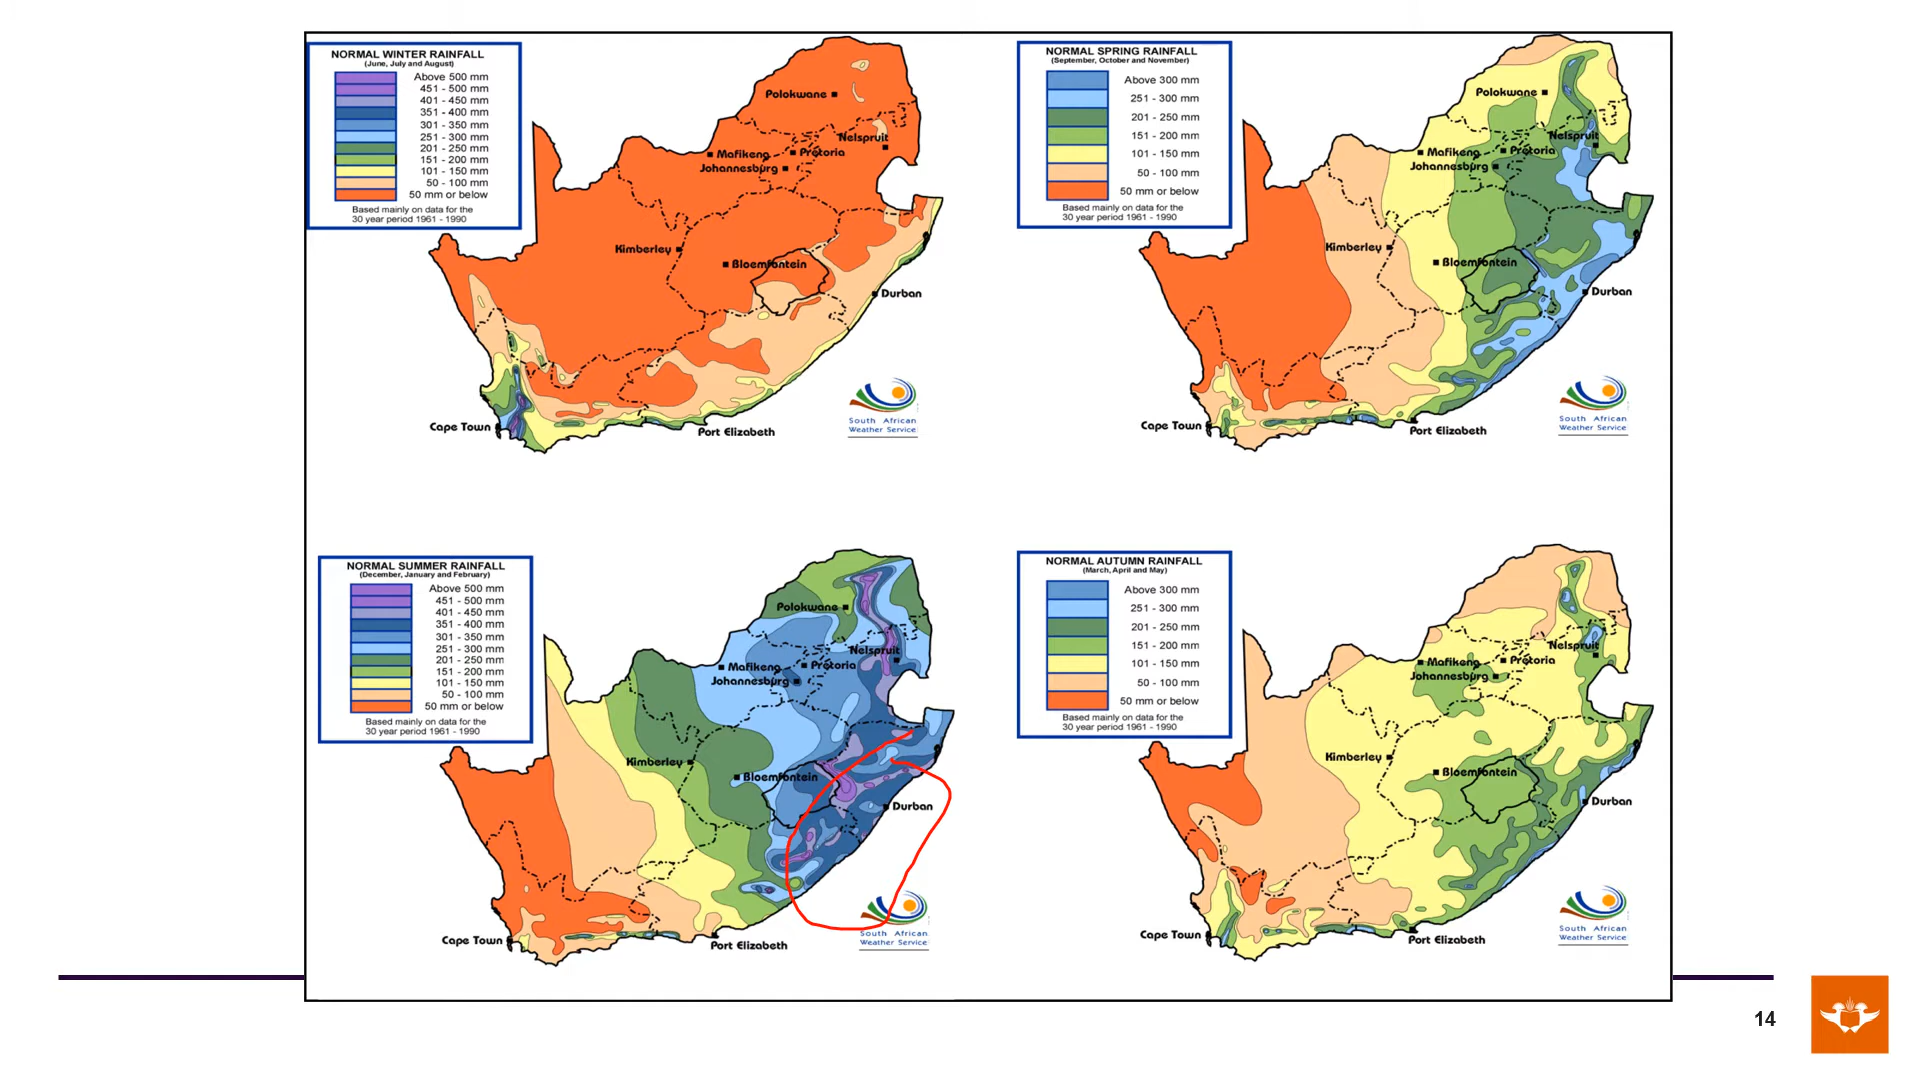 NORMAL WINTER RAINFALL
(June, July and August)
Above 500 mm
451 - 500 mm
401 - 450 mm
351 - 400 mm
301 - 350 mm
251 - 300 mm
201 - 250 mm
151 - 200 mm
101 - 150 mm
50 - 100 mm
50 mm or below
Based mainly on data for the
30 year period 1961 - 1990
Polokwane
Nelspruit
Mafikeng
Pretoria
Johannesburg
Kimberley
Bloemfontein
Durban
Cape Town
Port Elizabeth
South African
Weather Service
NORMAL SPRING RAINFALL
(September, October and November)
Above 300 mm
251 - 300 mm
201 - 250 mm
151 - 200 mm
101 - 150 mm
50 - 100 mm
50 mm or below
Based mainly on data for the
30 year period 1961 - 1990
Polokwane
Nelspruit
Mafikeng
Pretoria
Johannesburg
Kimberley
Bloemfontein
Durban
Cape Town
Port Elizabeth
South African
Weather Service
NORMAL SUMMER RAINFALL
(December, January and February)
Above 500 mm
451 - 500 mm
401 - 450 mm
351 - 400 mm
301 - 350 mm
251 - 300 mm
201 - 250 mm
151 - 200 mm
101 - 150 mm
50 - 100 mm
50 mm or below
Based mainly on data for the
30 year period 1961 - 1990
Polokwane
Nelspruit
Mafikeng
Pretoria
Johannesburg
Kimberley
Bloemfontein
Durban
Cape Town
Port Elizabeth
South African
Weather Service
NORMAL AUTUMN RAINFALL
(March, April and May)
Above 300 mm
251 - 300 mm
201 - 250 mm
151 - 200 mm
101 - 150 mm
50 - 100 mm
50 mm or below
Based mainly on data for the
30 year period 1961 - 1990
Nelspruit
Mafikeng
Pretoria
Johannesburg
Kimberley
Bloemfontein
Durban
Cape Town
Port Elizabeth
South African
Weather Service
14